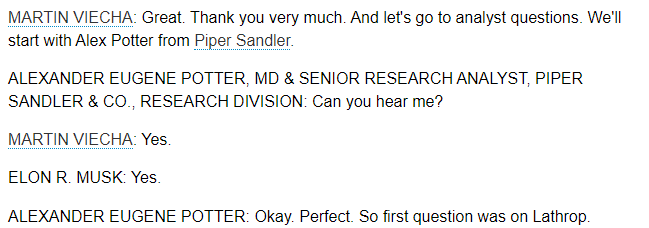 MARTIN VIECHA: Great. Thank you very much. And let's go to analyst questions. We'll
start with Alex Potter from Piper Sandler.
ALEXANDER EUGENE POTTER, MD & SENIOR RESEARCH ANALYST, PIPER
SANDLER & CO., RESEARCH DIVISION: Can you hear me?
MARTIN VIECHA: Yes.
ELON R. MUSK: Yes.
ALEXANDER EUGENE POTTER: Okay. Perfect. So first question was on Lathrop.